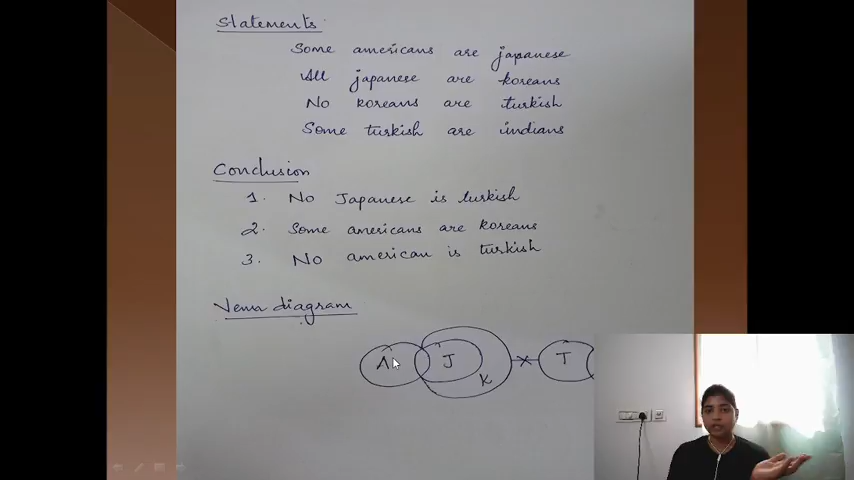 Statements:
Some americans are japanese
All japanese are koreans
No koreans are turkish
Some turkish are indians
Conclusion
1. No Japanese is turkish
2. Some americans are koreans
3. No american is turkish
Venn diagram
A J K T